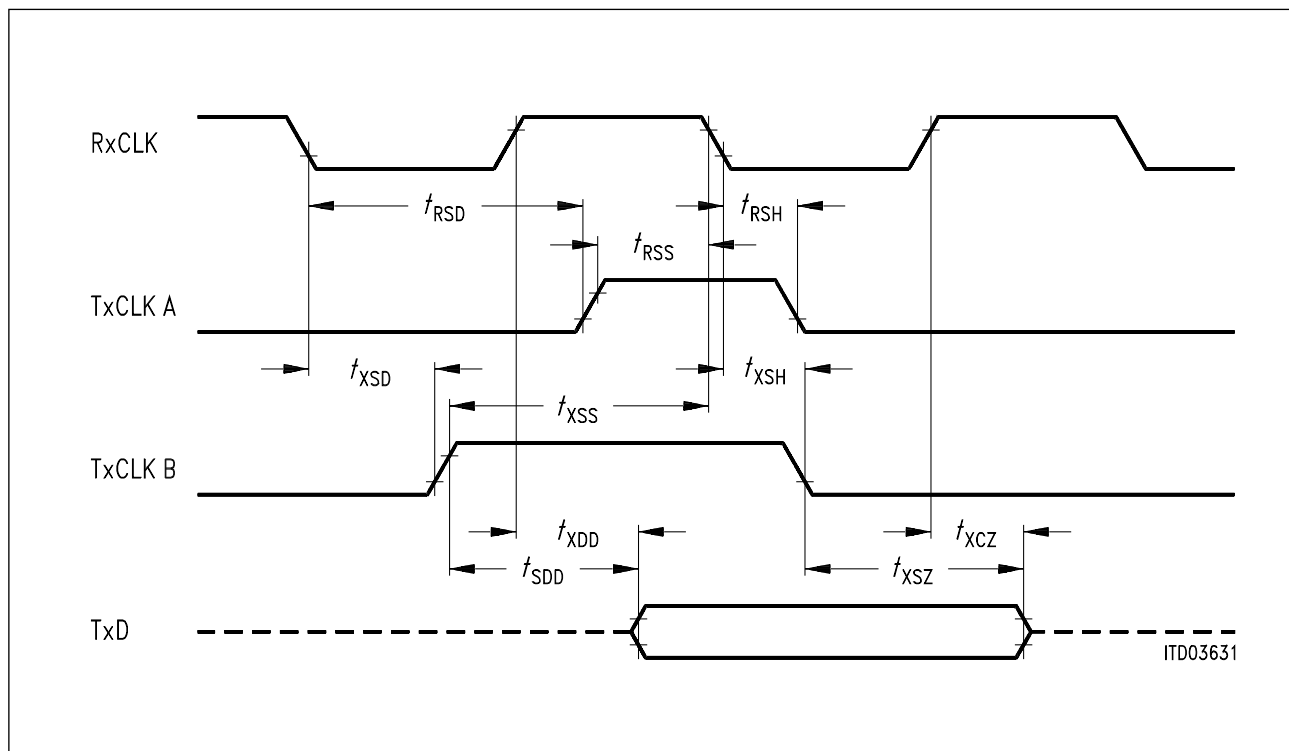 RxCLK
tRSD
tRSH
tRSS
TxCLK A
tXSD
tXSH
tXSS
TxCLK B
tXDD
tXCZ
tSDD
tXSZ
TxD
ITD03631